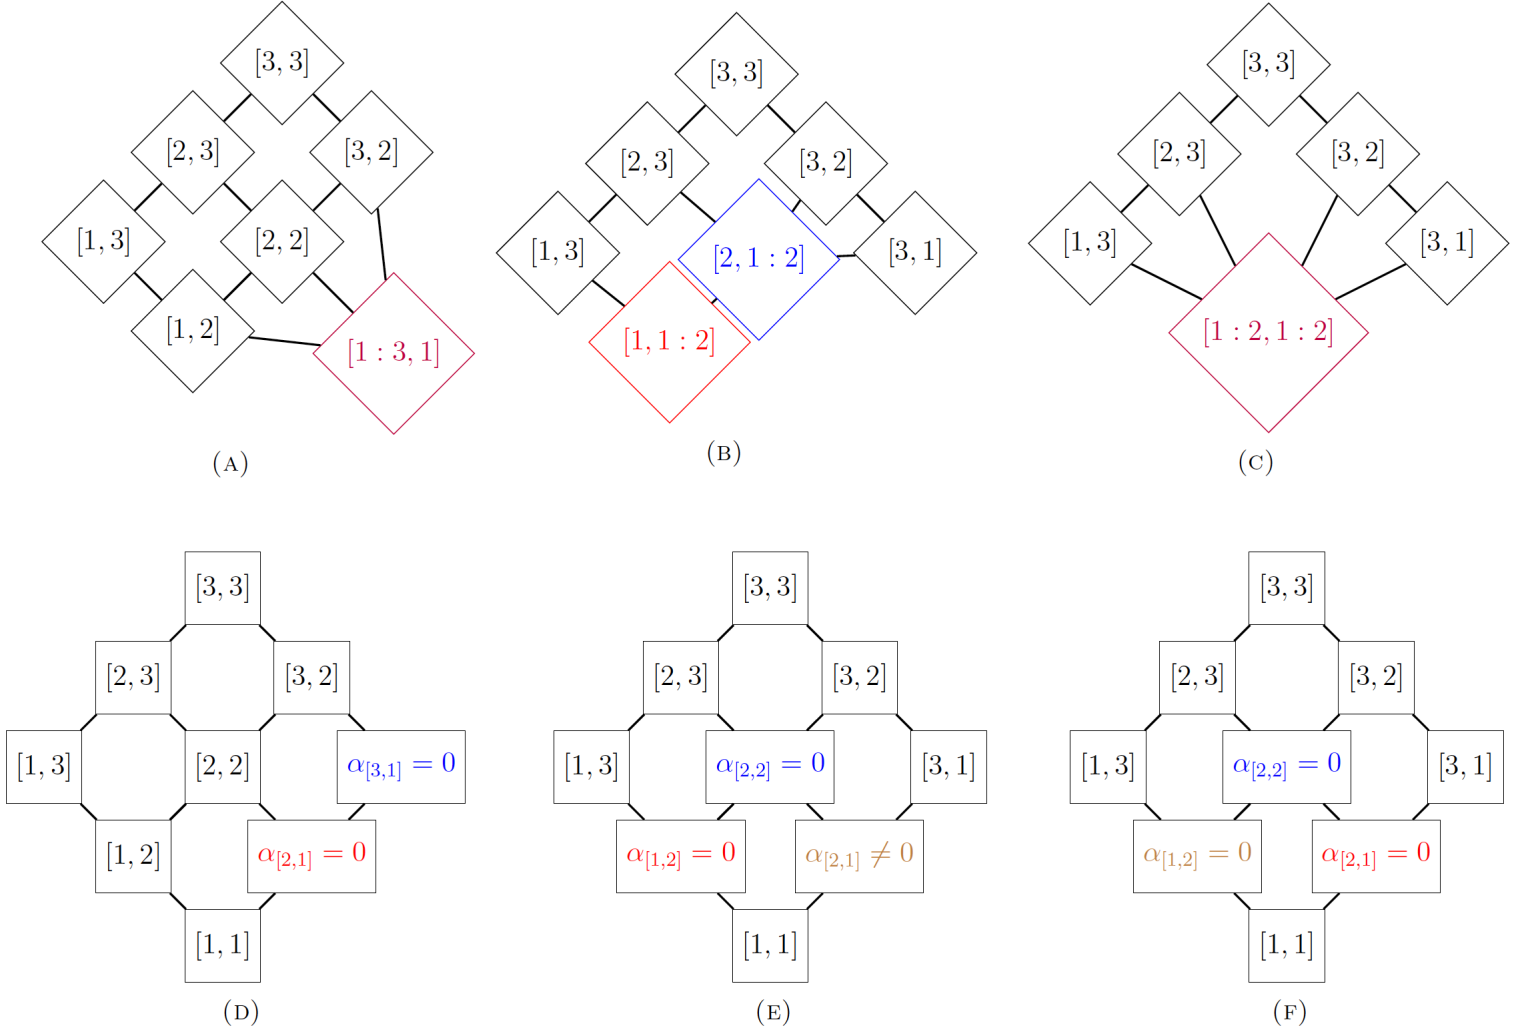 [3, 3]
[2, 3]
[3, 2]
[1, 3]
[2, 2]
[1, 2]
[1 : 3, 1]
(A)
[3, 3]
[2, 3]
[3, 2]
[1, 3]
[2, 1 : 2]
[3, 1]
[1, 1 : 2]
(B)
[3, 3]
[2, 3]
[3, 2]
[1, 3]
[3, 1]
[1 : 2, 1 : 2]
(C)
[3, 3]
[2, 3]
[3, 2]
[1, 3]
[2, 2]
α[3,1] = 0
[1, 2]
α[2,1] = 0
[1, 1]
(D)
[3, 3]
[2, 3]
[3, 2]
[1, 3]
α[2,2] = 0
[3, 1]
α[1,2] = 0
α[2,1] ≠ 0
[1, 1]
(E)
[3, 3]
[2, 3]
[3, 2]
[1, 3]
α[2,2] = 0
[3, 1]
α[1,2] = 0
α[2,1] = 0
[1, 1]
(F)